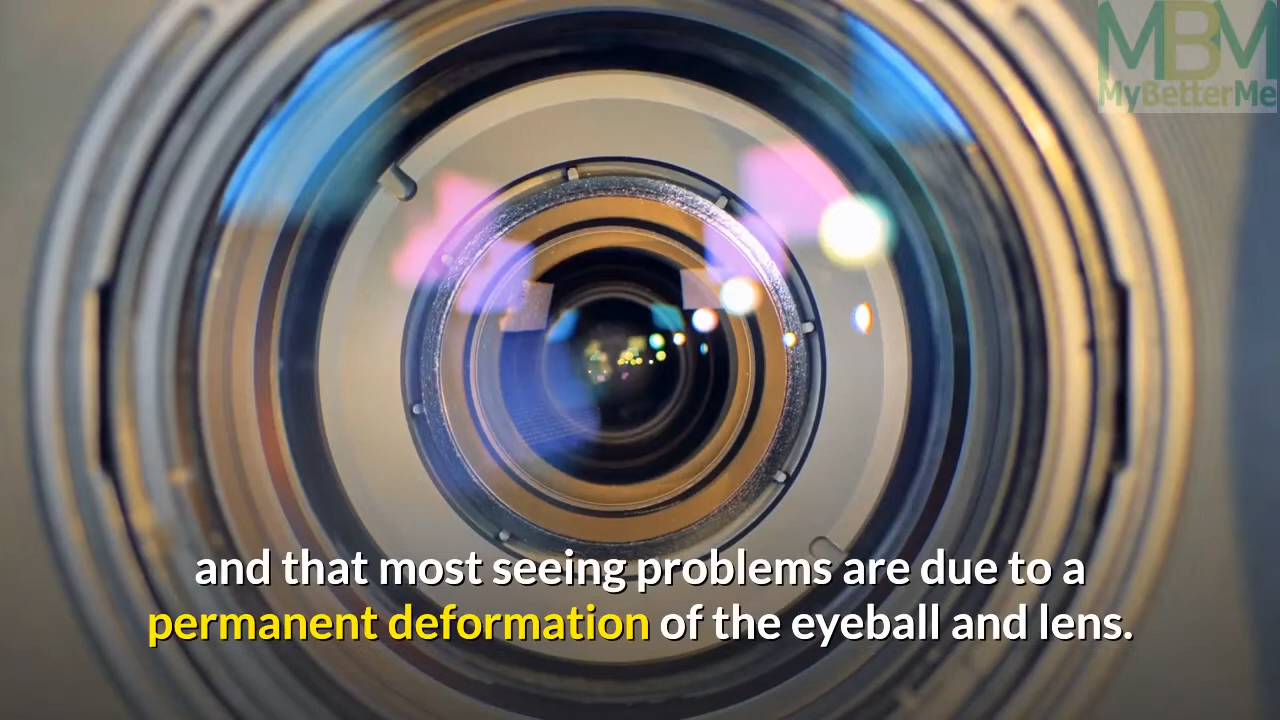 MBM
MyBetterMe
and that most seeing problems are due to a
permanent deformation of the eyeball and lens.